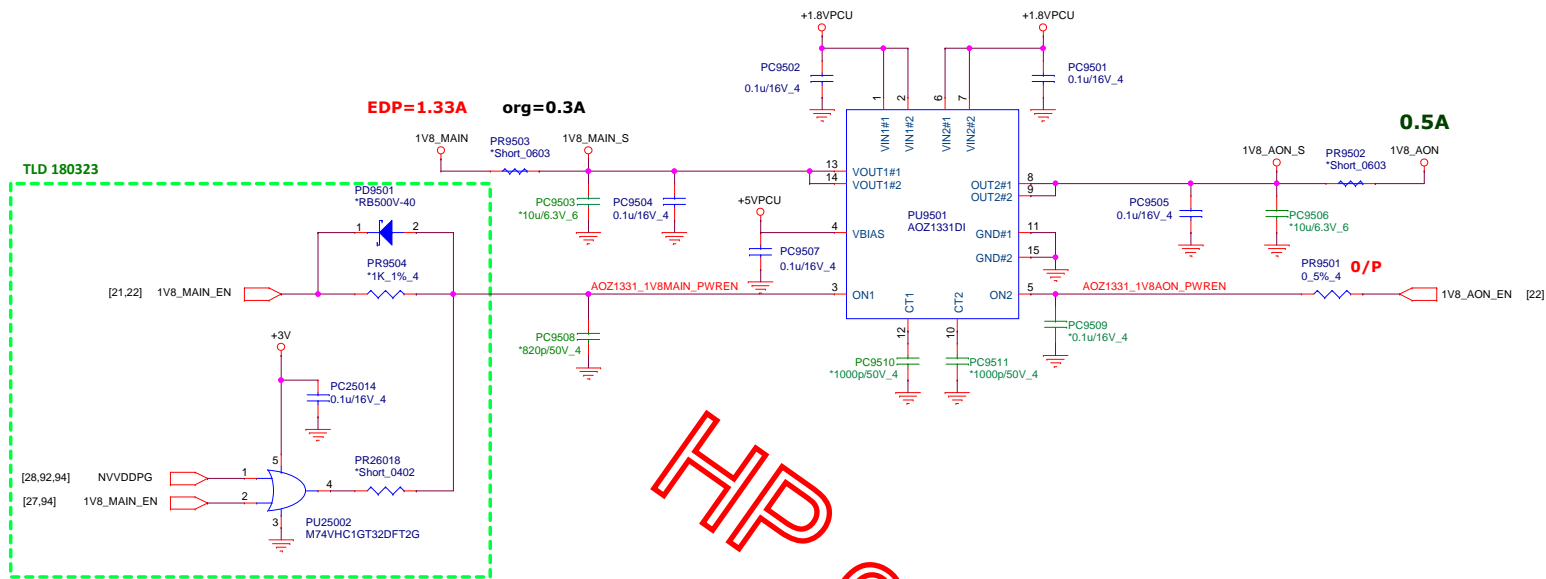 +1.8VPCU
+1.8VPCU
PC9502
0.1u/16V_4
PC9501
0.1u/16V_4
1
2
6
7
VIN1#1
VIN1#2
VIN2#1
VIN2#2
EDP=1.33A
org=0.3A
0.5A
1V8_MAIN
PR9503
*Short_0603
1V8_MAIN_S
13
14
VOUT1#1
VOUT1#2
1V8_AON_S
PR9502
*Short_0603
1V8_AON
8
9
OUT2#1
OUT2#2
PC9503
*10u/6.3V_6
PC9504
0.1u/16V_4
PC9505
0.1u/16V_4
PC9506
*10u/6.3V_6
+5VPCU
4
VBIAS
PU9501
AOZ1331DI
GND#1
11
GND#2
15
PC9507
0.1u/16V_4
TLD 180323
PD9501
*RB500V-40
1
2
PR9504
*1K_1%_4
[21,22]
1V8_MAIN_EN
AOZ1331_1V8MAIN_PWREN
3
ON1
CT1
CT2
ON2
5
AOZ1331_1V8AON_PWREN
PR9501
0_5%_4
0/P
1V8_AON_EN
[22]
12
10
PC9508
*820p/50V_4
PC9509
*0.1u/16V_4
PC9510
*1000p/50V_4
PC9511
*1000p/50V_4
+3V
PC25014
0.1u/16V_4
5
[28,92,94]
NVVDDPG
1
[27,94]
1V8_MAIN_EN
2
4
3
PR26018
*Short_0402
PU25002
M74VHC1GT32DFT2G
HP